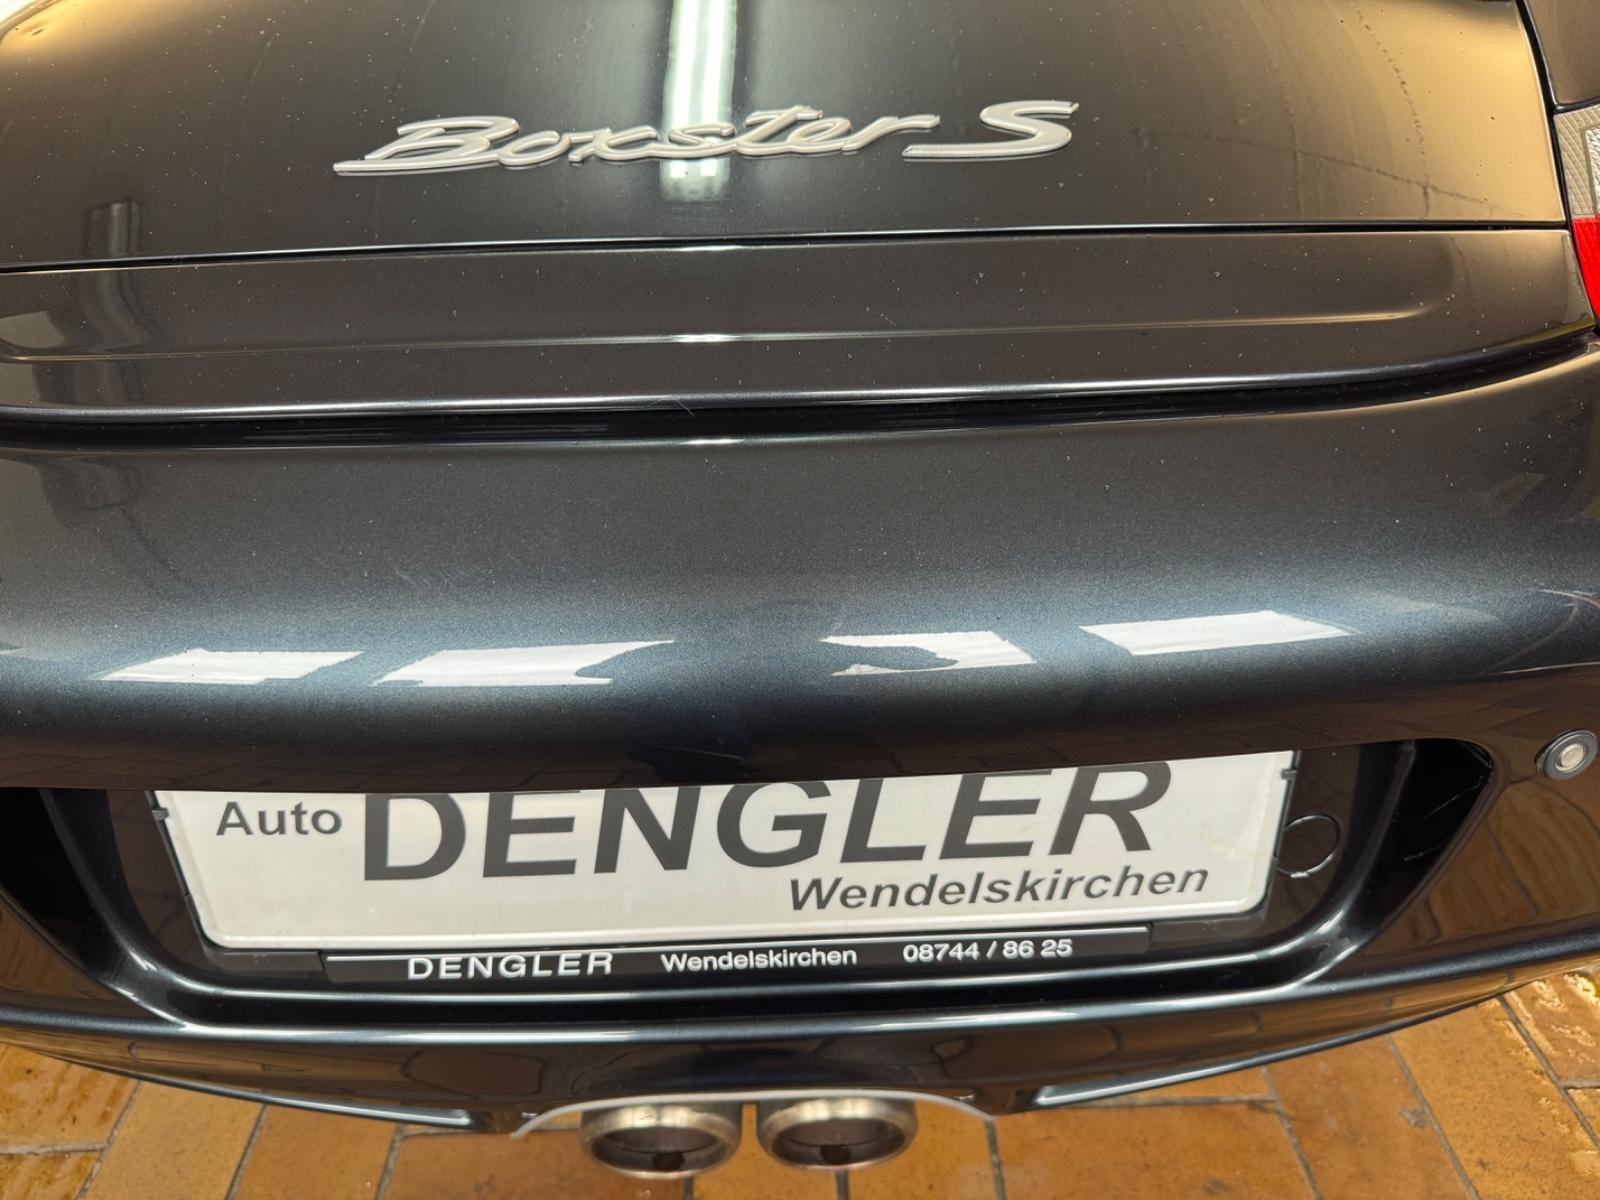 Boxster S
Auto DENGLER
Wendelskirchen
DENGLER Wendelskirchen 08744 / 86 25